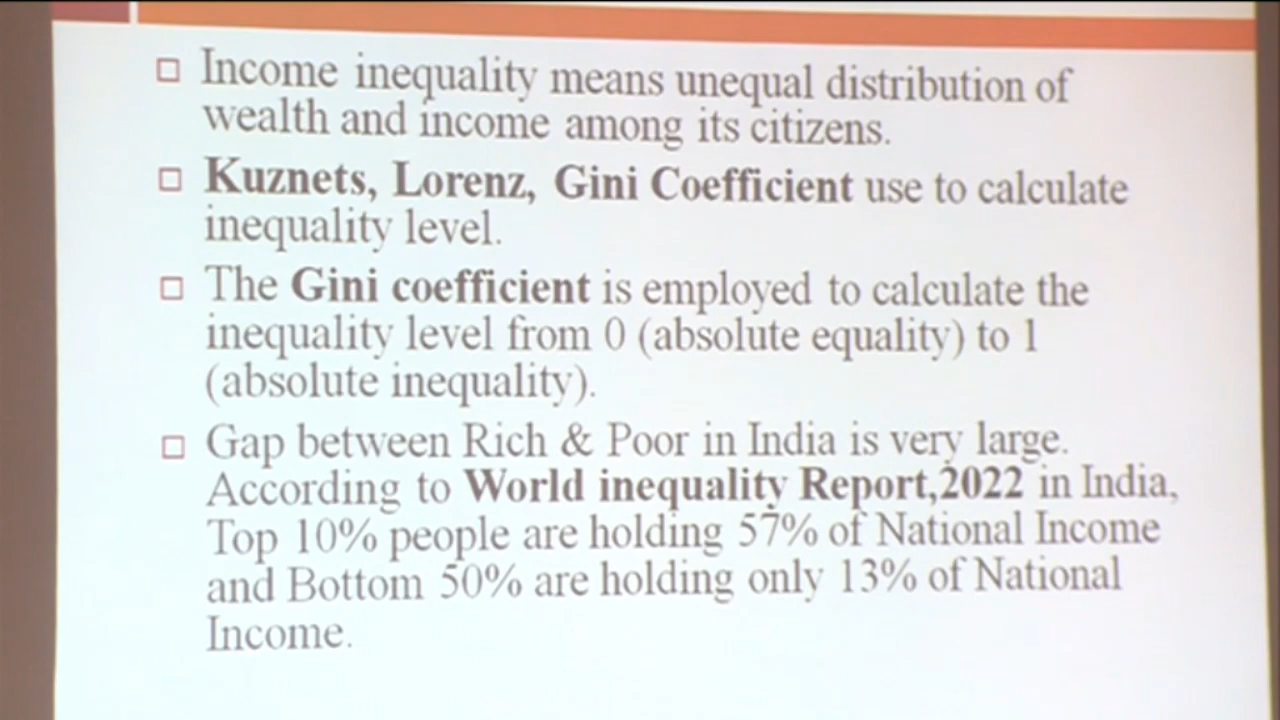 Income inequality means unequal distribution of
wealth and income among its citizens.
Kuznets, Lorenz, Gini Coefficient use to calculate
inequality level.
The Gini coefficient is employed to calculate the
inequality level from 0 (absolute equality) to 1
(absolute inequality).
Gap between Rich & Poor in India is very large.
According to World inequality Report,2022 in India,
Top 10% people are holding 57% of National Income
and Bottom 50% are holding only 13% of National
Income.